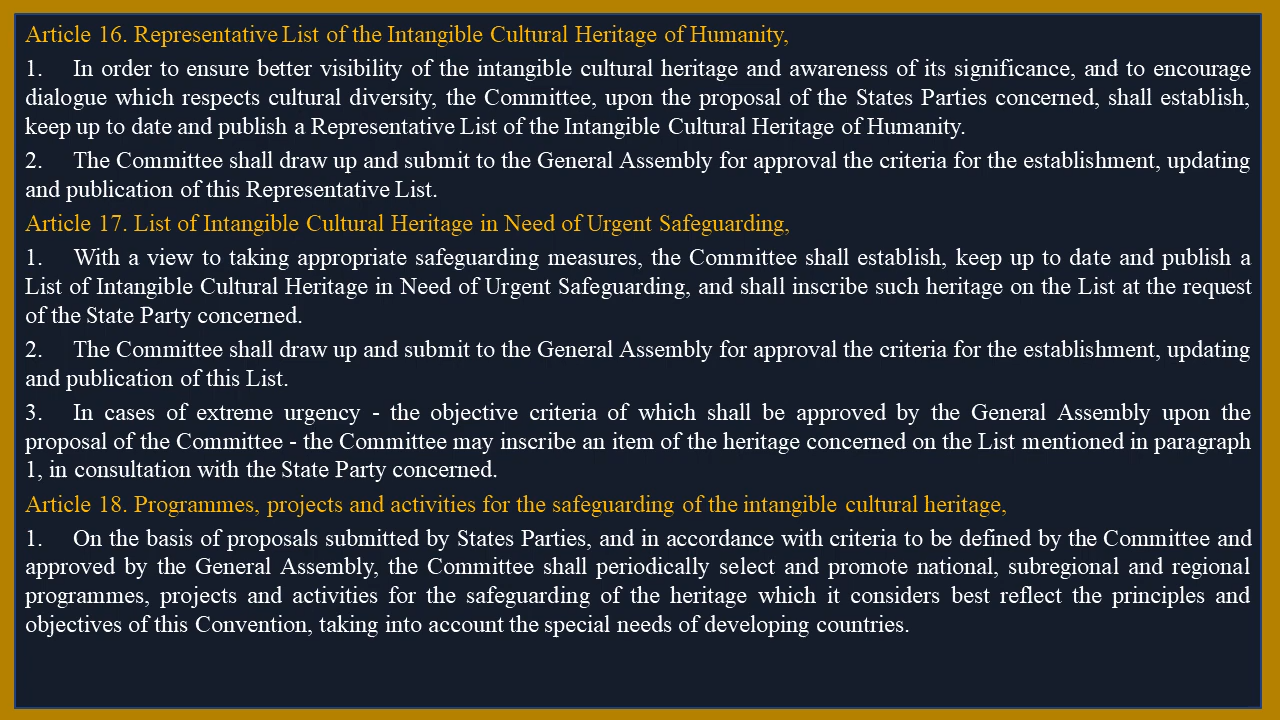 Article 16. Representative List of the Intangible Cultural Heritage of Humanity,
1. In order to ensure better visibility of the intangible cultural heritage and awareness of its significance, and to encourage
dialogue which respects cultural diversity, the Committee, upon the proposal of the States Parties concerned, shall establish,
keep up to date and publish a Representative List of the Intangible Cultural Heritage of Humanity.
2. The Committee shall draw up and submit to the General Assembly for approval the criteria for the establishment, updating
and publication of this Representative List.
Article 17. List of Intangible Cultural Heritage in Need of Urgent Safeguarding,
1. With a view to taking appropriate safeguarding measures, the Committee shall establish, keep up to date and publish a
List of Intangible Cultural Heritage in Need of Urgent Safeguarding, and shall inscribe such heritage on the List at the request
of the State Party concerned.
2. The Committee shall draw up and submit to the General Assembly for approval the criteria for the establishment, updating
and publication of this List.
3. In cases of extreme urgency - the objective criteria of which shall be approved by the General Assembly upon the
proposal of the Committee - the Committee may inscribe an item of the heritage concerned on the List mentioned in paragraph
1, in consultation with the State Party concerned.
Article 18. Programmes, projects and activities for the safeguarding of the intangible cultural heritage,
1. On the basis of proposals submitted by States Parties, and in accordance with criteria to be defined by the Committee and
approved by the General Assembly, the Committee shall periodically select and promote national, subregional and regional
programmes, projects and activities for the safeguarding of the heritage which it considers best reflect the principles and
objectives of this Convention, taking into account the special needs of developing countries.